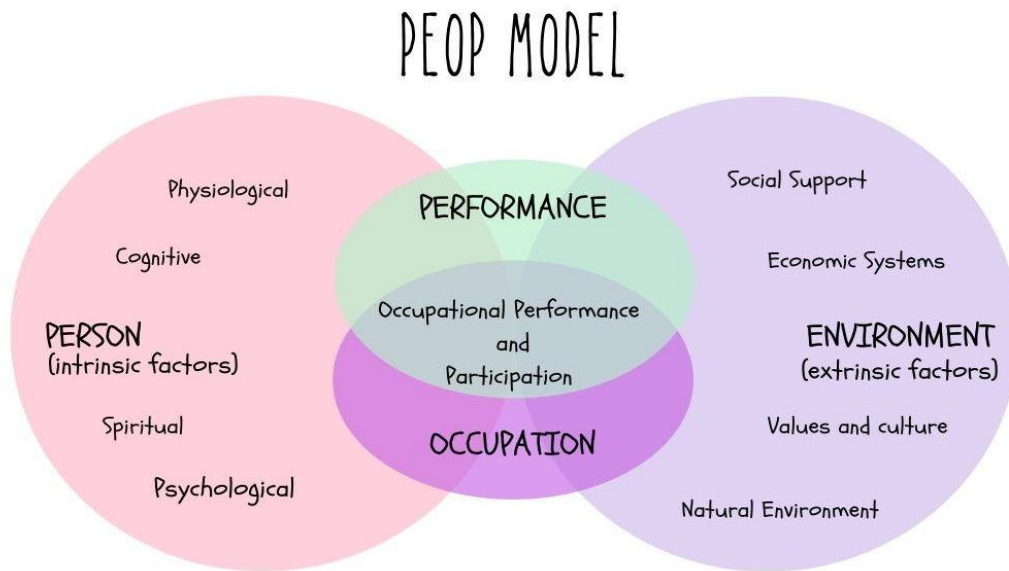 PEOP MODEL
Physiological
Cognitive
PERSON
(intrinsic factors)
Spiritual
Psychological
PERFORMANCE
Occupational Performance
and
Participation
OCCUPATION
Social Support
Economic Systems
ENVIRONMENT
(extrinsic factors)
Values and culture
Natural Environment